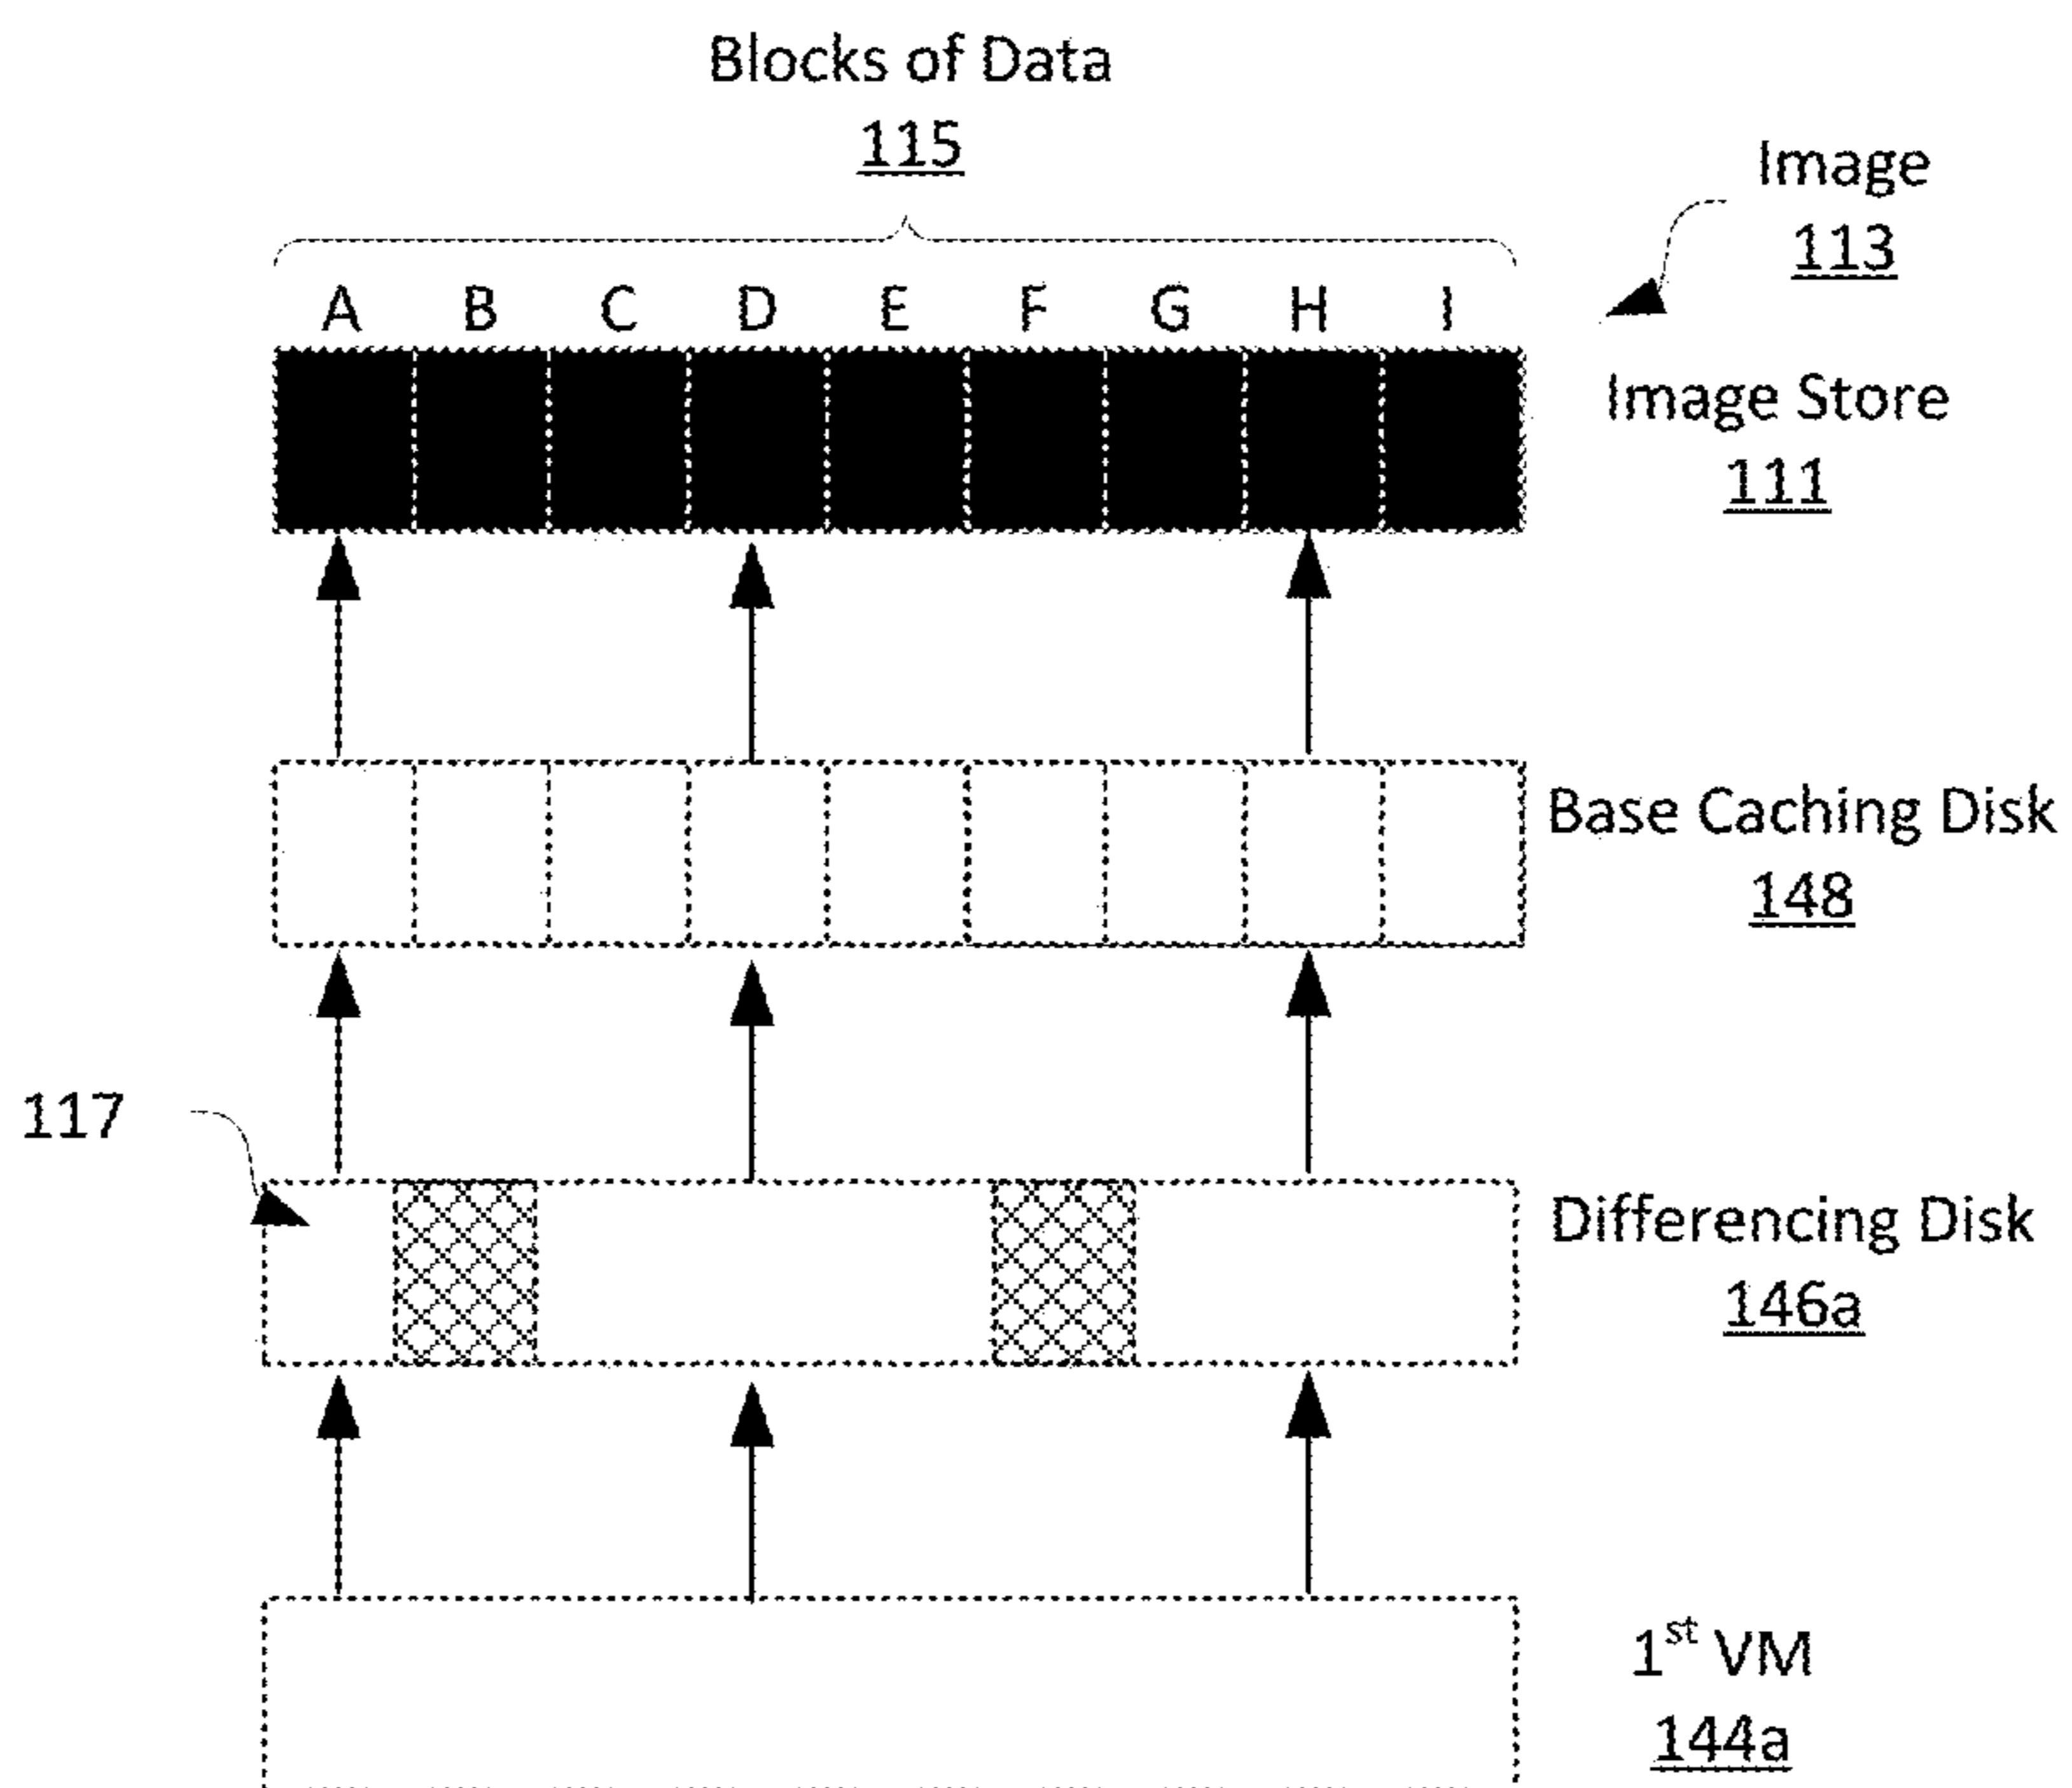 Blocks of Data
115
Image
113
A B C D E F G H I
Image Store
111
Base Caching Disk
148
117
Differencing Disk
146a
1st VM
144a